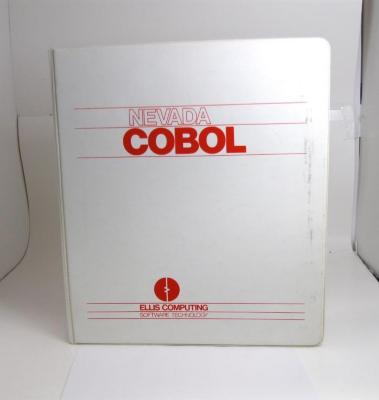 NEVADA
COBOL
ELLIS COMPUTING
SOFTWARE TECHNOLOGY